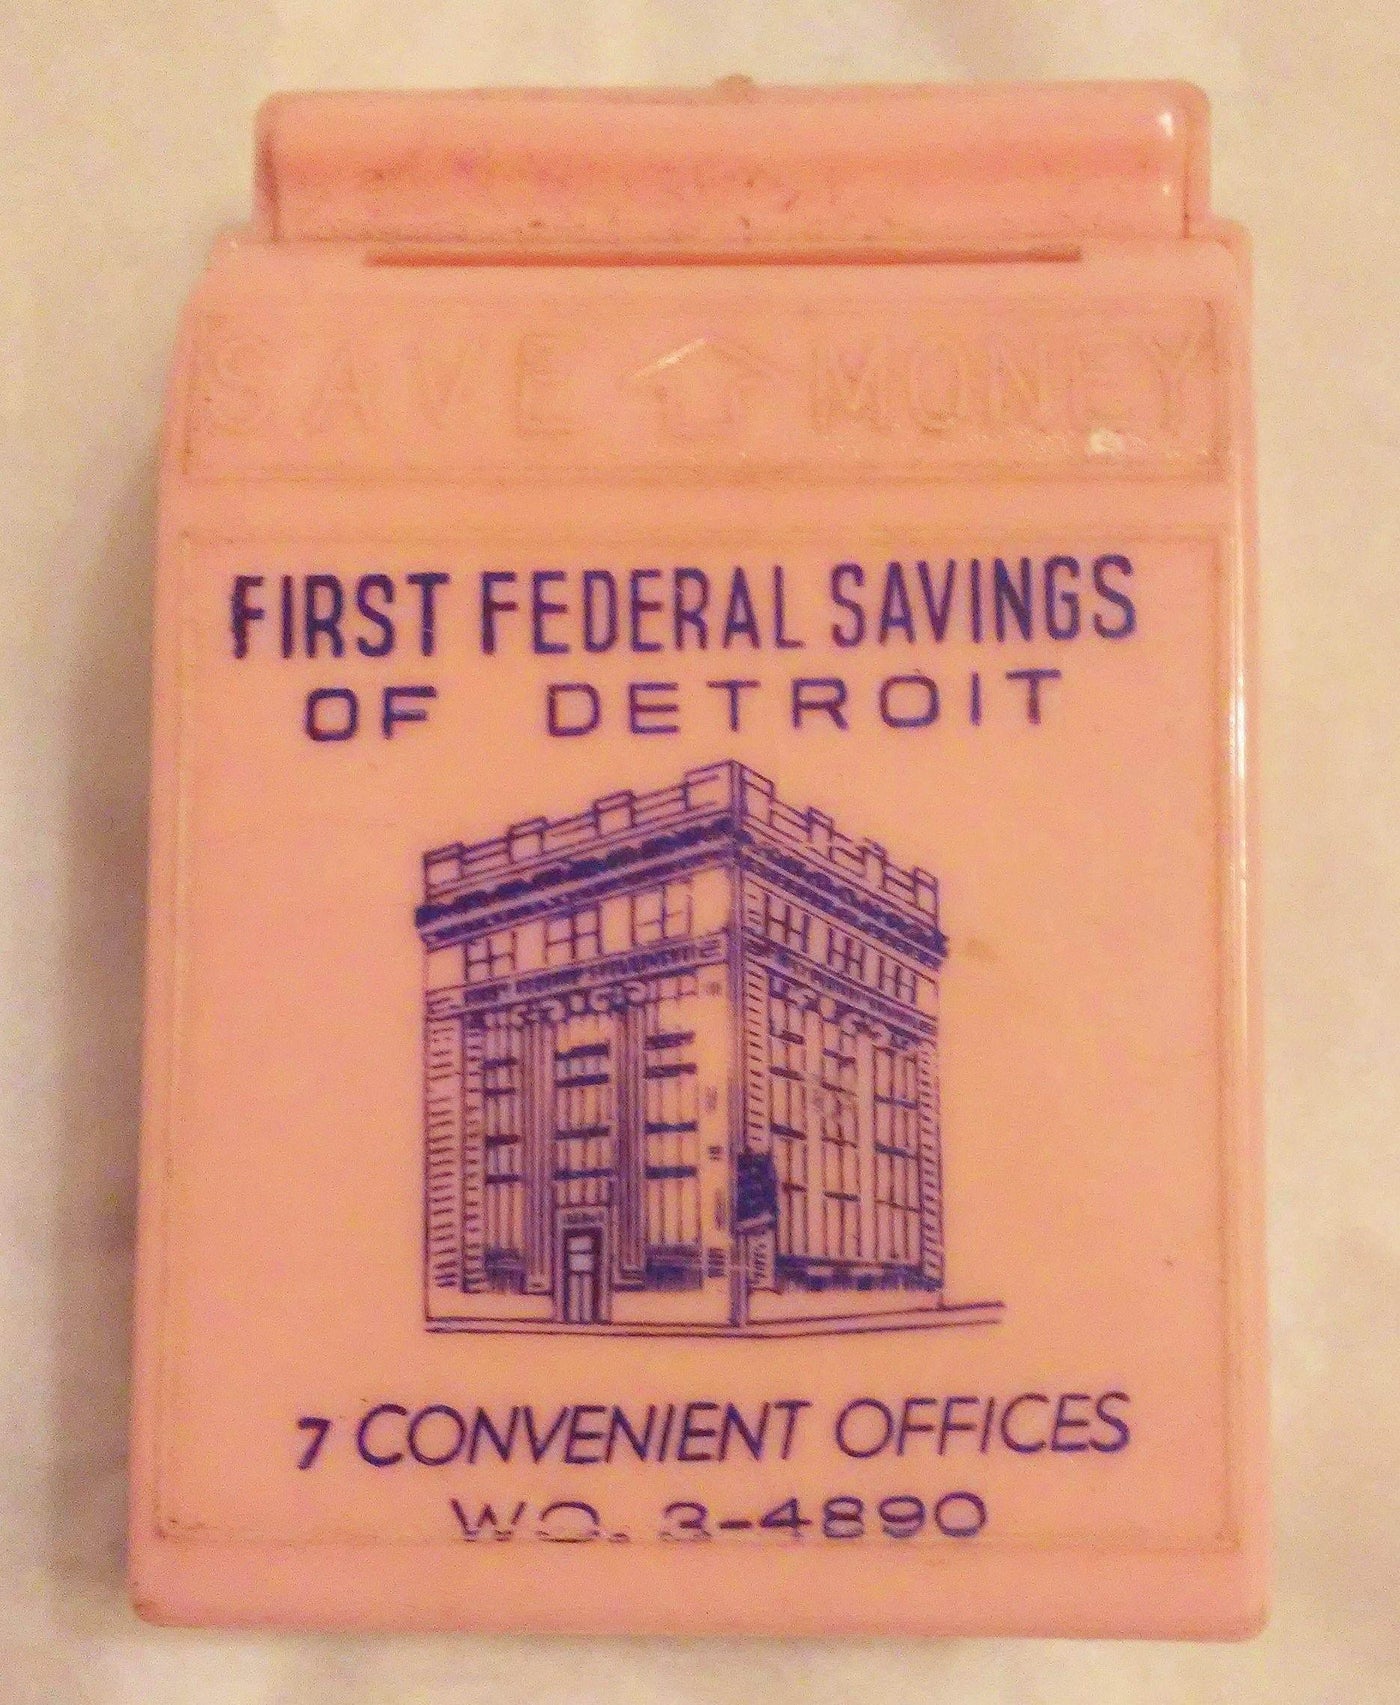 SAVE MONEY
FIRST FEDERAL SAVINGS
OF DETROIT
7 CONVENIENT OFFICES
WO. 3-4890